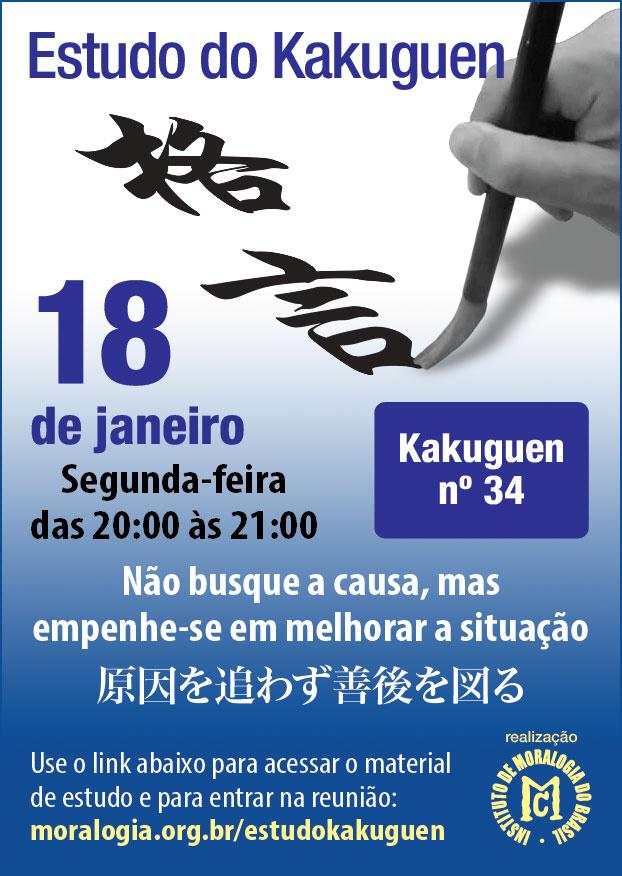 Estudo do Kakuguen
格
言
18
de janeiro
Segunda-feira
das 20:00 às 21:00
Kakuguen
nº 34
Não busque a causa, mas
empenhe-se em melhorar a situação
原因を追わず善後を図る
Use o link abaixo para acessar o material
de estudo e para entrar na reunião:
moralogia.org.br/estudokakuguen
realização
INSTITUTO DE MORALOGIA DO BRASIL
MC